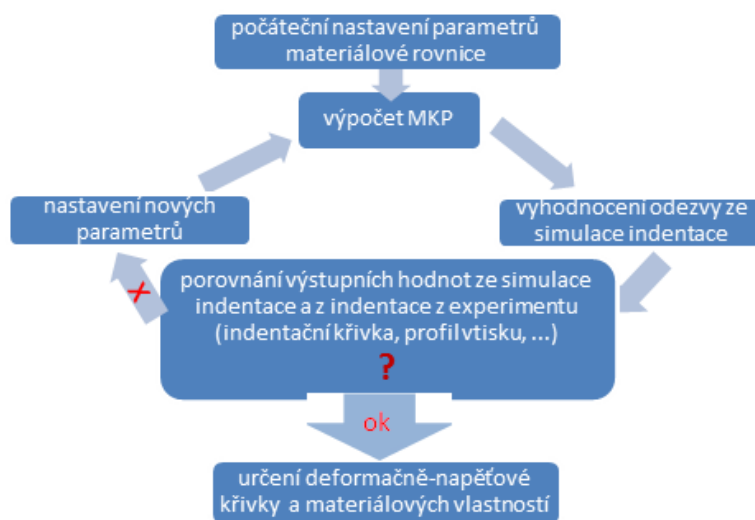 počáteční nastavení parametrů
materiálové rovnice
výpočet MKP
nastavení nových
parametrů
vyhodnocení odezvy ze
simulace indentace
porovnání výstupních hodnot ze simulace
indentace a z indentace z experimentu
(indentační křivka, profil vtisku, ...)
?
X
ok
určení deformačně-napěťové
křivky a materiálových vlastností